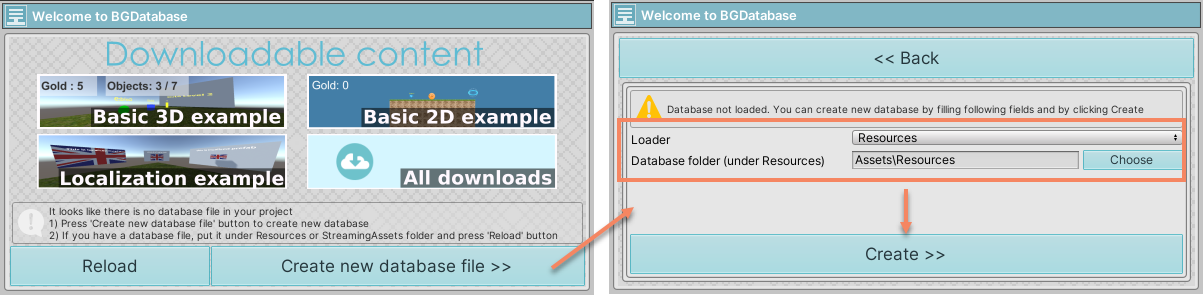 Welcome to BGDatabase
Downloadable content
Gold : 5
Objects: 3 / 7
Basic 3D example
Gold: 0
Basic 2D example
Localization example
All downloads
It looks like there is no database file in your project
1) Press 'Create new database file' button to create new database
2) If you have a database file, put it under Resources or StreamingAssets folder and press 'Reload' button
Reload
Create new database file >>
Welcome to BGDatabase
<< Back
Database not loaded. You can create new database by filling following fields and by clicking Create
Loader
Resources
Database folder (under Resources)
Assets\Resources
Choose
Create >>